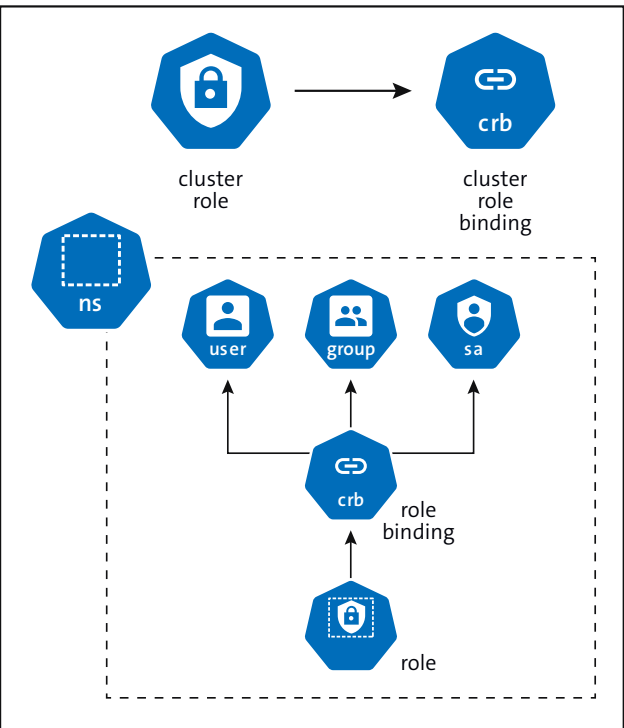 crb
cluster
role
cluster
role
binding
ns
user
group
sa
crb
role
binding
role